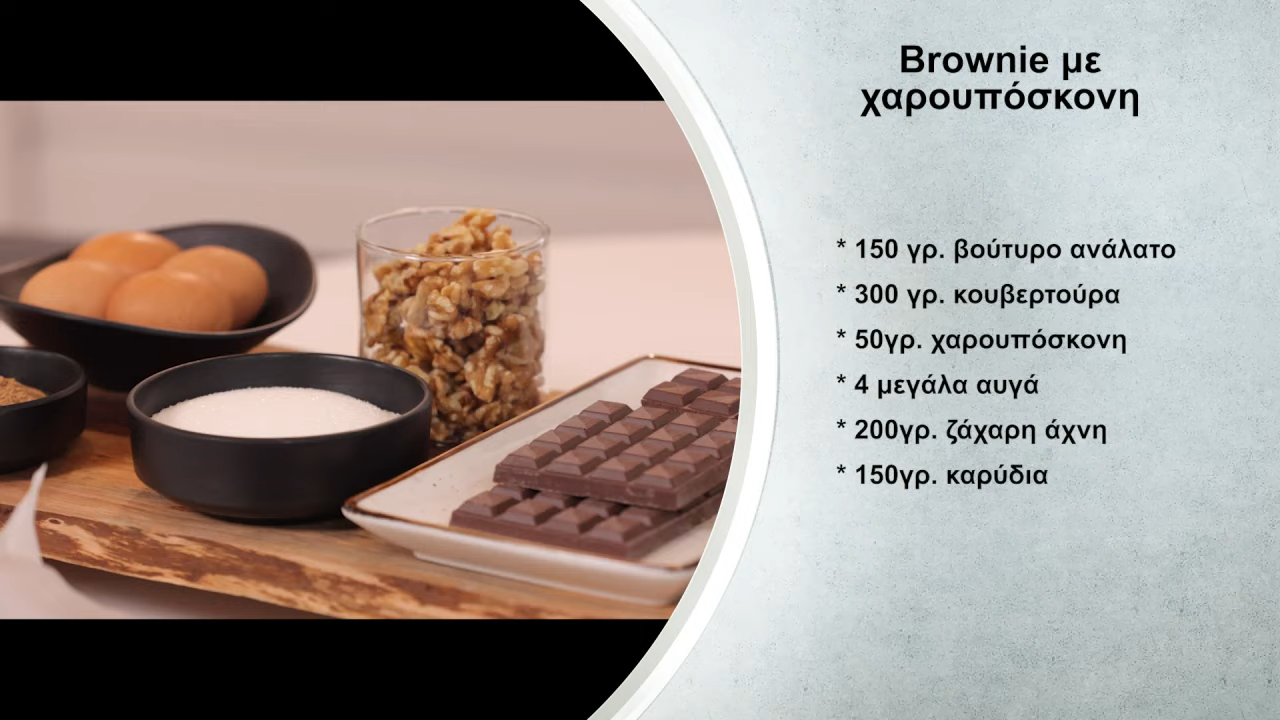 Brownie με
χαρουπόσκονη
* 150 γρ. βούτυρο ανάλατο
* 300 γρ. κουβερτούρα
* 50γρ. χαρουπόσκονη
* 4 μεγάλα αυγά
* 200γρ. ζάχαρη άχνη
* 150γρ. καρύδια